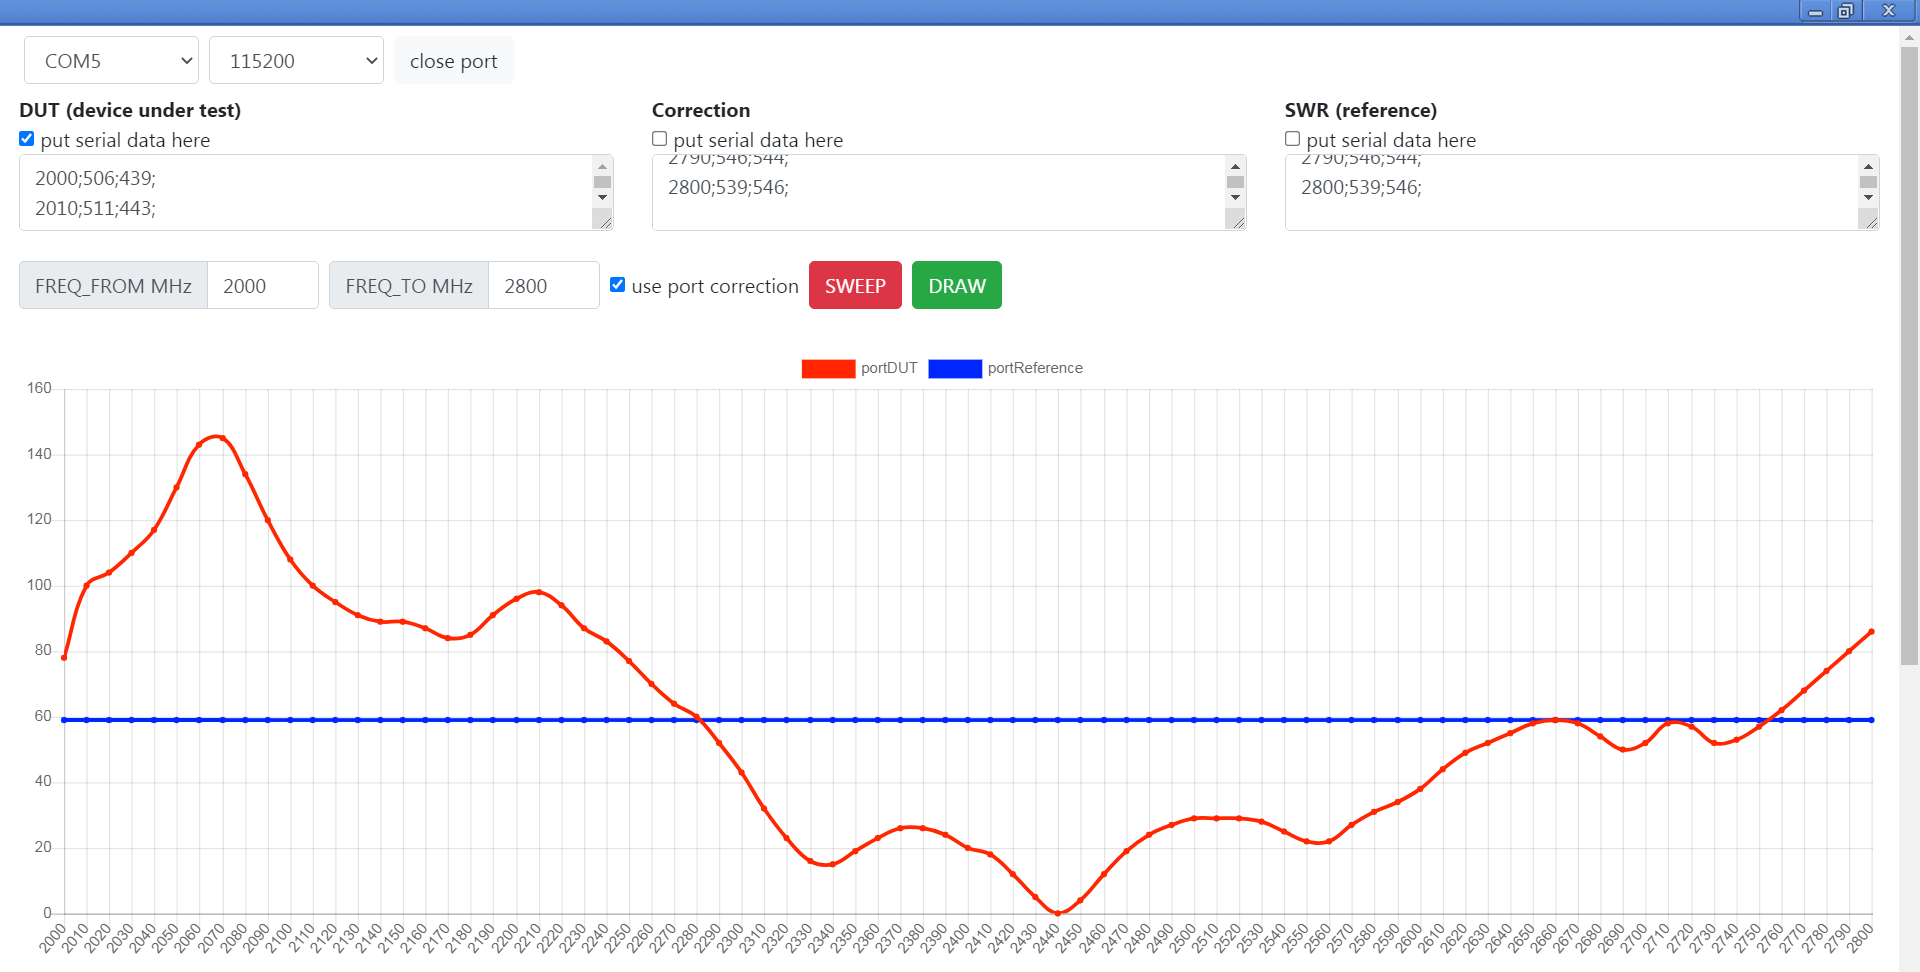 COM5 115200 close port
DUT (device under test) Correction SWR (reference)
put serial data here put serial data here put serial data here
2000;506;439;
2010;511;443;
2790;546;544;
2800;539;546;
2790;546;544;
2800;539;546;
FREQ_FROM MHz 2000 FREQ_TO MHz 2800 use port correction SWEEP DRAW
portDUT portReference
160
140
120
100
80
60
40
20
0
2000 2010 2020 2030 2040 2050 2060 2070 2080 2090 2100 2110 2120 2130 2140 2150 2160 2170 2180 2190 2200 2210 2220 2230 2240 2250 2260 2270 2280 2290 2300 2310 2320 2330 2340 2350 2360 2370 2380 2390 2400 2410 2420 2430 2440 2450 2460 2470 2480 2490 2500 2510 2520 2530 2540 2550 2560 2570 2580 2590 2600 2610 2620 2630 2640 2650 2660 2670 2680 2690 2700 2710 2720 2730 2740 2750 2760 2770 2780 2790 2800